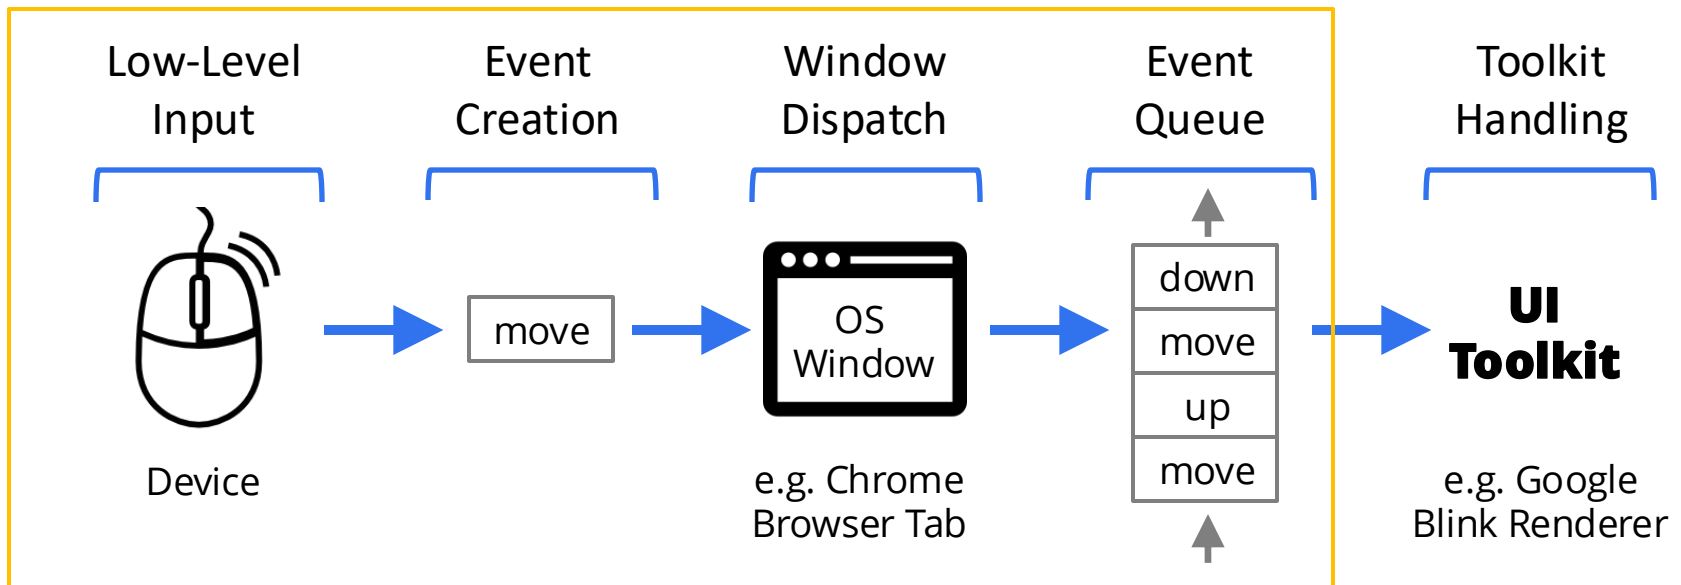 Low-Level
Input
Event
Creation
Window
Dispatch
Event
Queue
Toolkit
Handling
move
OS
Window
down
move
up
move
UI
Toolkit
Device
e.g. Chrome
Browser Tab
e.g. Google
Blink Renderer